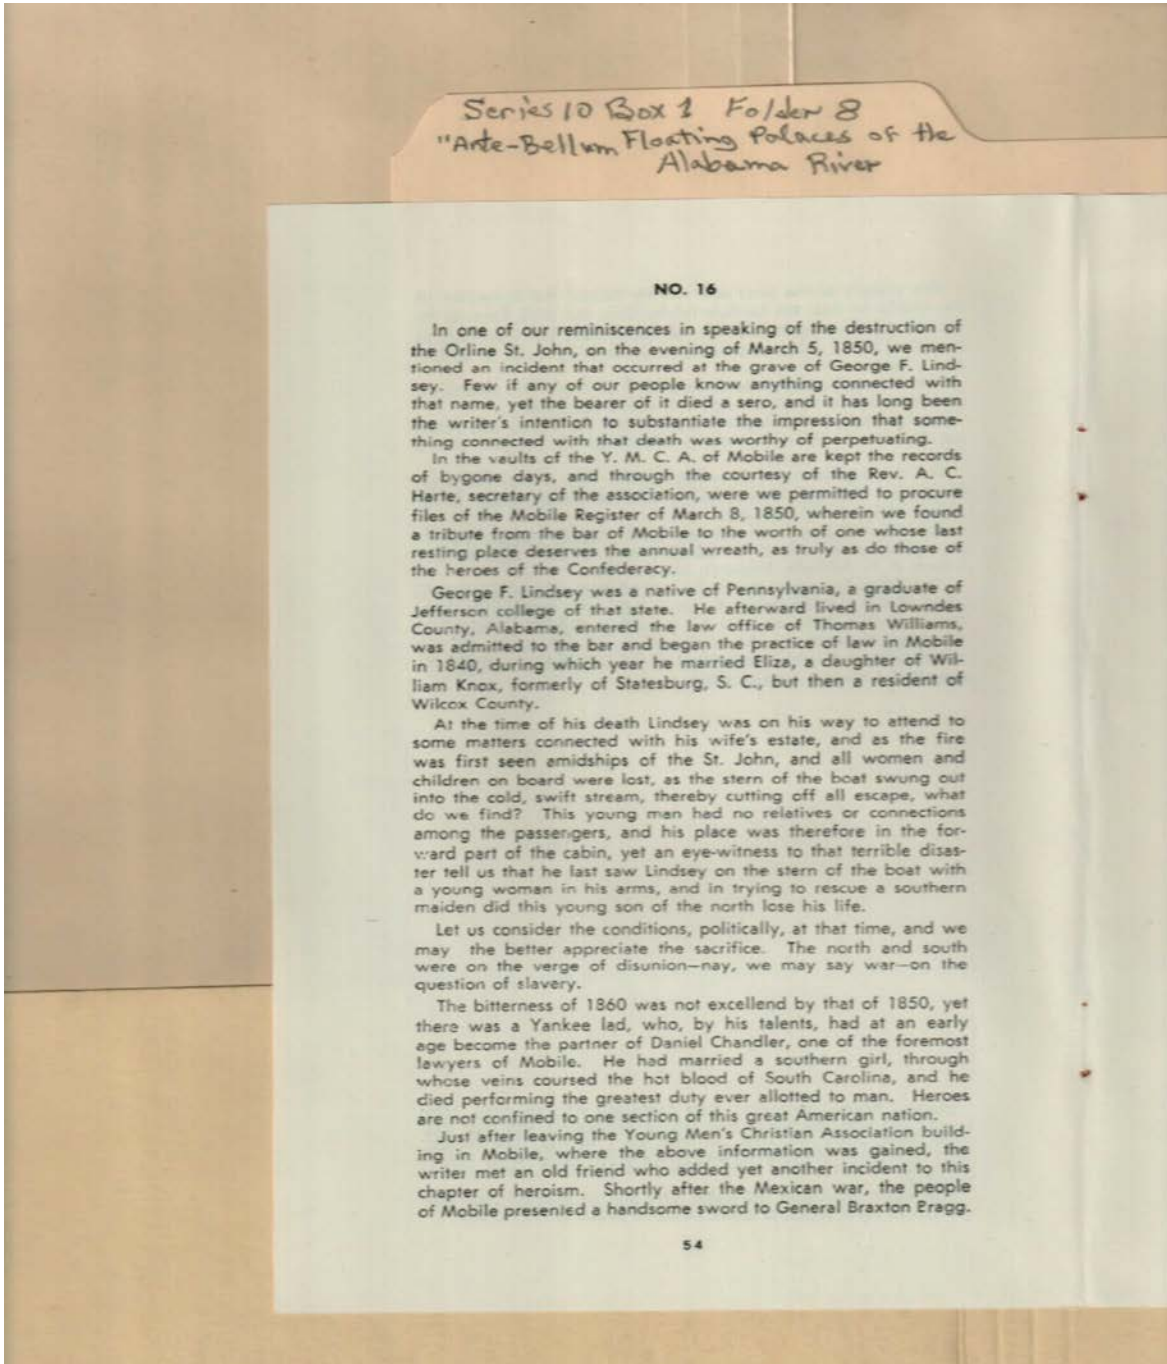 Series 10 Box 1 Folder 8
"Ante-Bellum Floating Palaces of the
Alabama River
NO. 16
In one of our reminiscences in speaking of the destruction of
the Orline St. John, on the evening of March 5, 1850, we men-
tioned an incident that occurred at the grave of George F. Lind-
sey. Few if any of our people know anything connected with
that name, yet the bearer of it died a sero, and it has long been
the writer's intention to substantiate the impression that some-
thing connected with that death was worthy of perpetuating.
In the vaults of the Y. M. C. A. of Mobile are kept the records
of bygone days, and through the courtesy of the Rev. A. C.
Harte, secretary of the association, were we permitted to procure
files of the Mobile Register of March 8, 1850, wherein we found
a tribute from the bar of Mobile to the worth of one whose last
resting place deserves the annual wreath, as truly as do those of
the heroes of the Confederacy.
George F. Lindsey was a native of Pennsylvania, a graduate of
Jefferson college of that state. He afterward lived in Lowndes
County, Alabama, entered the law office of Thomas Williams,
was admitted to the bar and began the practice of law in Mobile
in 1840, during which year he married Eliza, a daughter of Wil-
liam Knox, formerly of Statesburg, S. C., but then a resident of
Wilcox County.
At the time of his death Lindsey was on his way to attend to
some matters connected with his wife's estate, and as the fire
was first seen amidships of the St. John, and all women and
children on board were lost, as the stern of the boat swung out
into the cold, swift stream, thereby cutting off all escape, what
do we find? This young man had no relatives or connections
among the passengers, and his place was therefore in the for-
ward part of the cabin, yet an eye-witness to that terrible disas-
ter tell us that he last saw Lindsey on the stern of the boat with
a young woman in his arms, and in trying to rescue a southern
maiden did this young son of the north lose his life.
Let us consider the conditions, politically, at that time, and we
may the better appreciate the sacrifice. The north and south
were on the verge of disunion—nay, we may say war—on the
question of slavery.
The bitterness of 1860 was not excellend by that of 1850, yet
there was a Yankee lad, who, by his talents, had at an early
age become the partner of Daniel Chandler, one of the foremost
lawyers of Mobile. He had married a southern girl, through
whose veins coursed the hot blood of South Carolina, and he
died performing the greatest duty ever allotted to man. Heroes
are not confined to one section of this great American nation.
Just after leaving the Young Men's Christian Association build-
ing in Mobile, where the above information was gained, the
writer met an old friend who added yet another incident to this
chapter of heroism. Shortly after the Mexican war, the people
of Mobile presented a handsome sword to General Braxton Bragg.
54